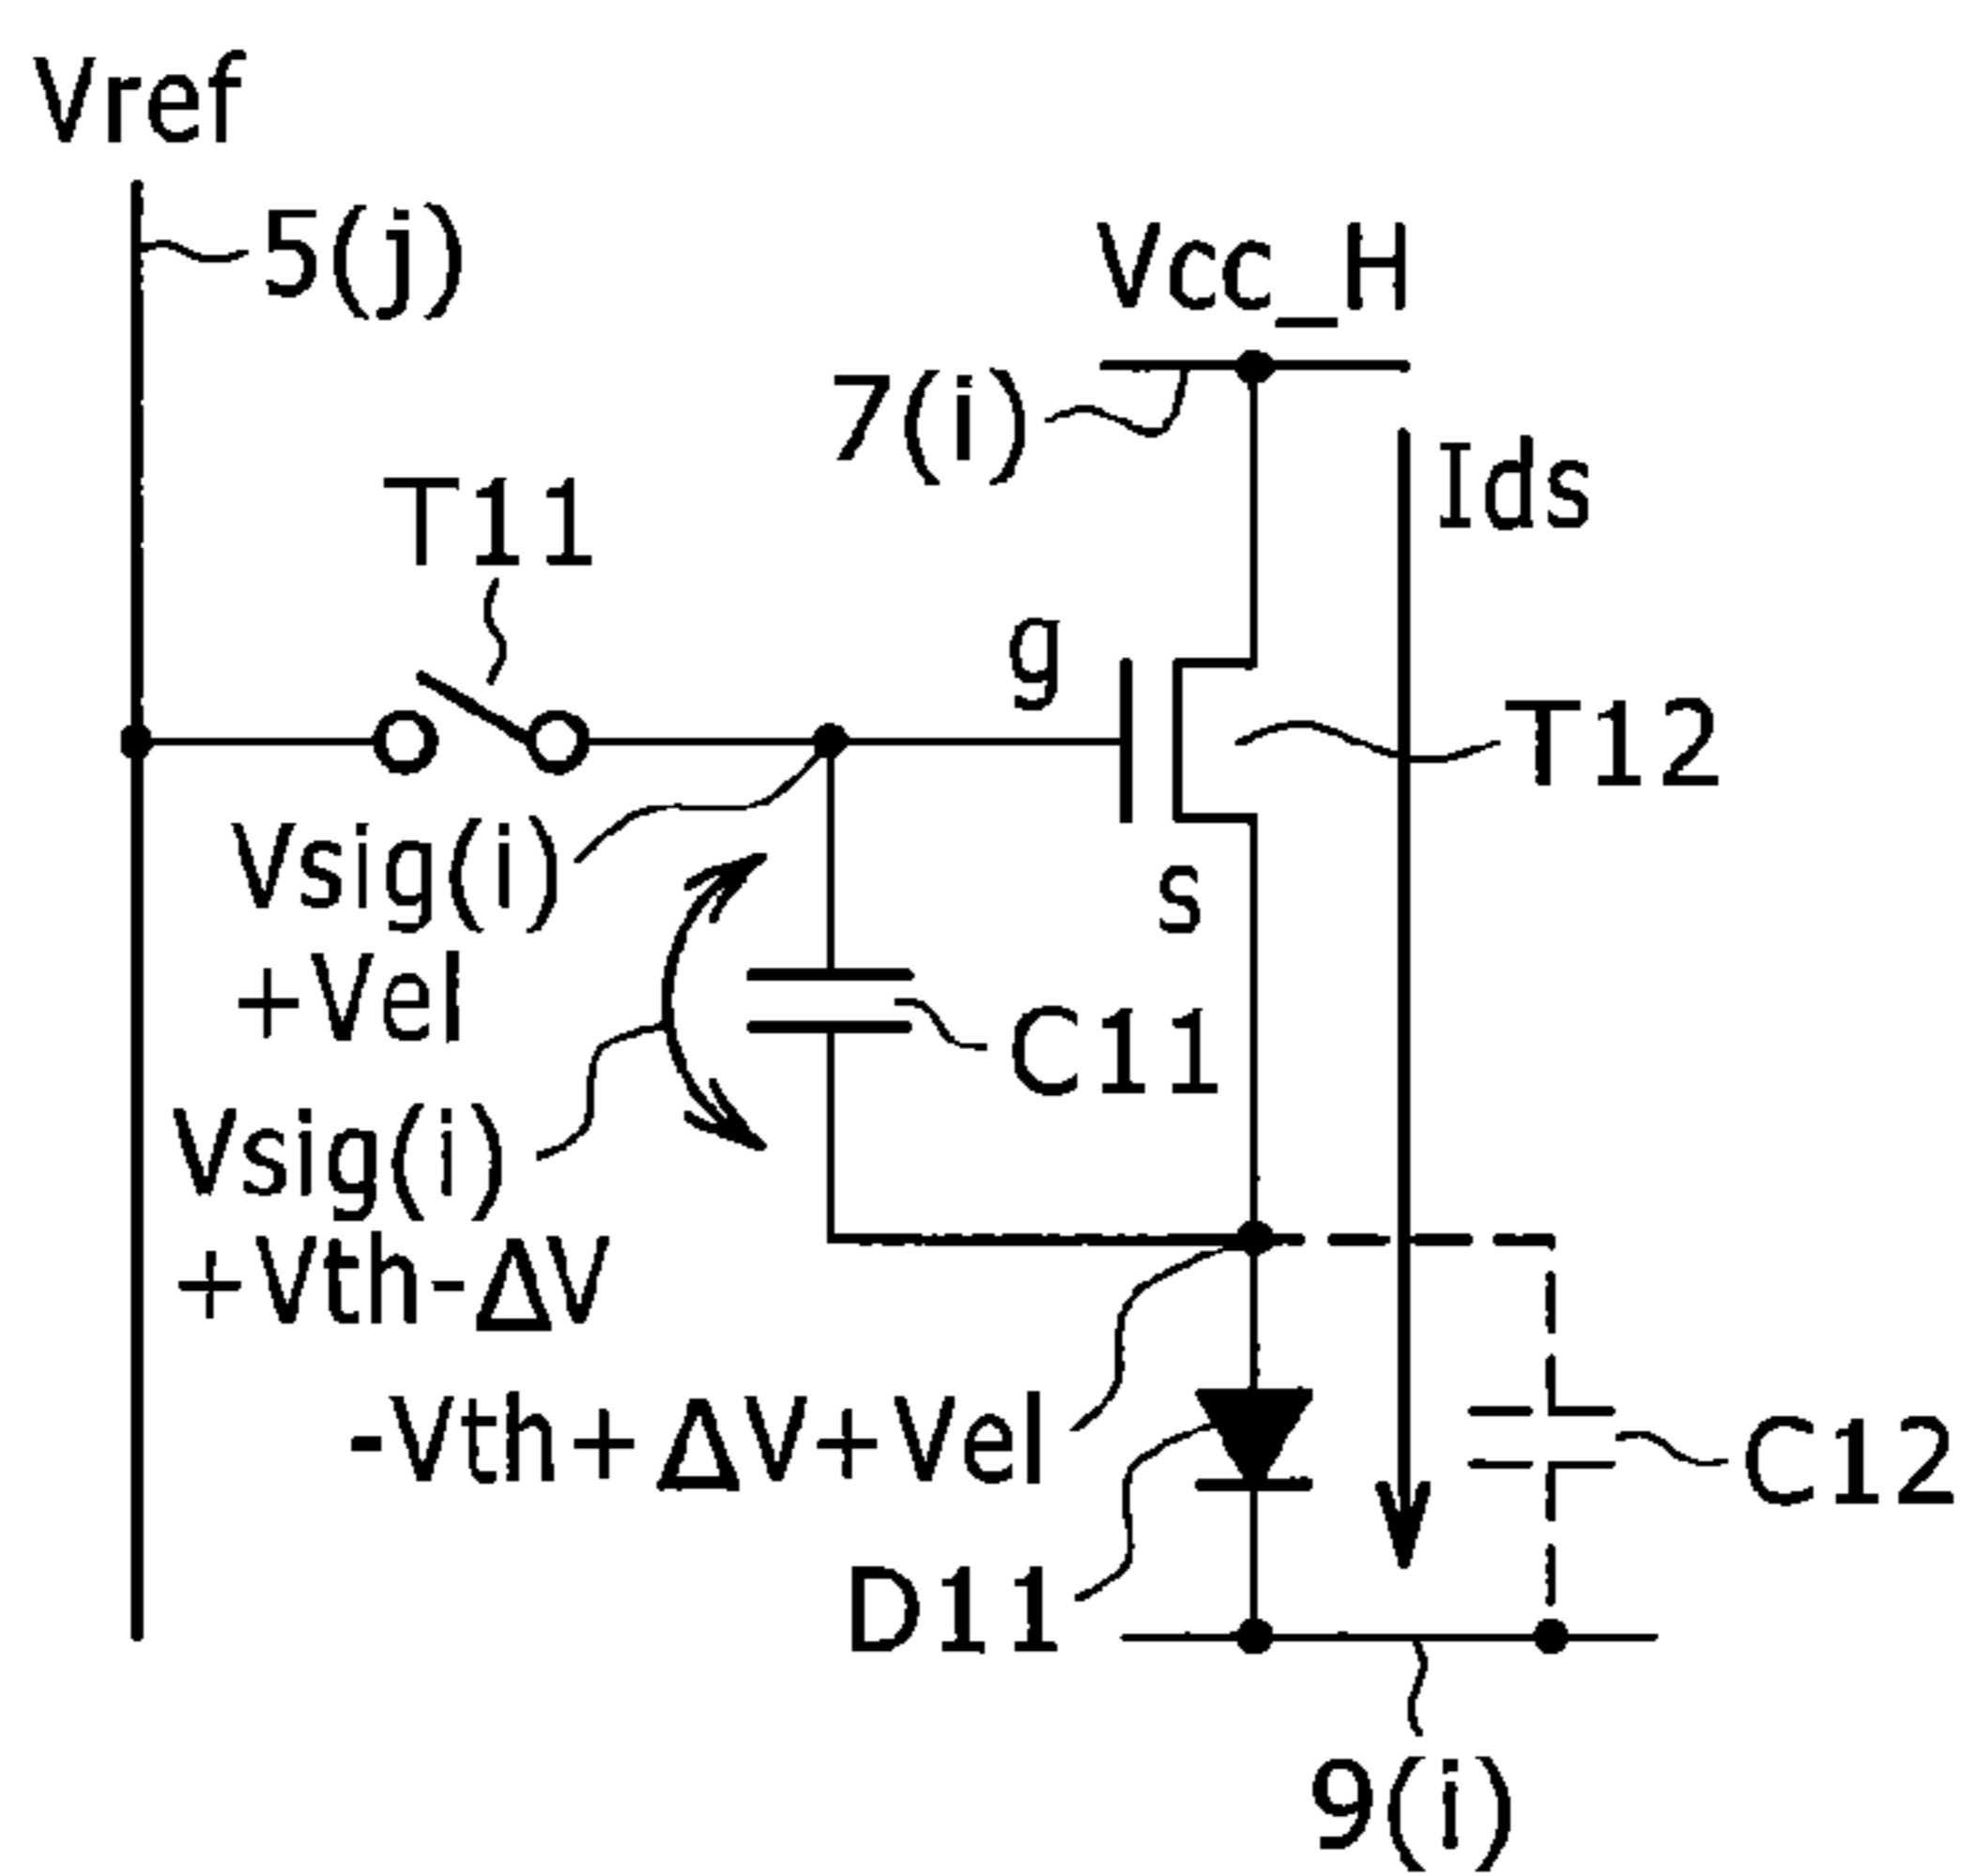 Vref
5(j)
Vcc_H
7(i)
Ids
T11
g
T12
Vsig(i)
+Vel
s
C11
Vsig(i)
+Vth-ΔV
-Vth+ΔV+Vel
C12
D11
9(i)